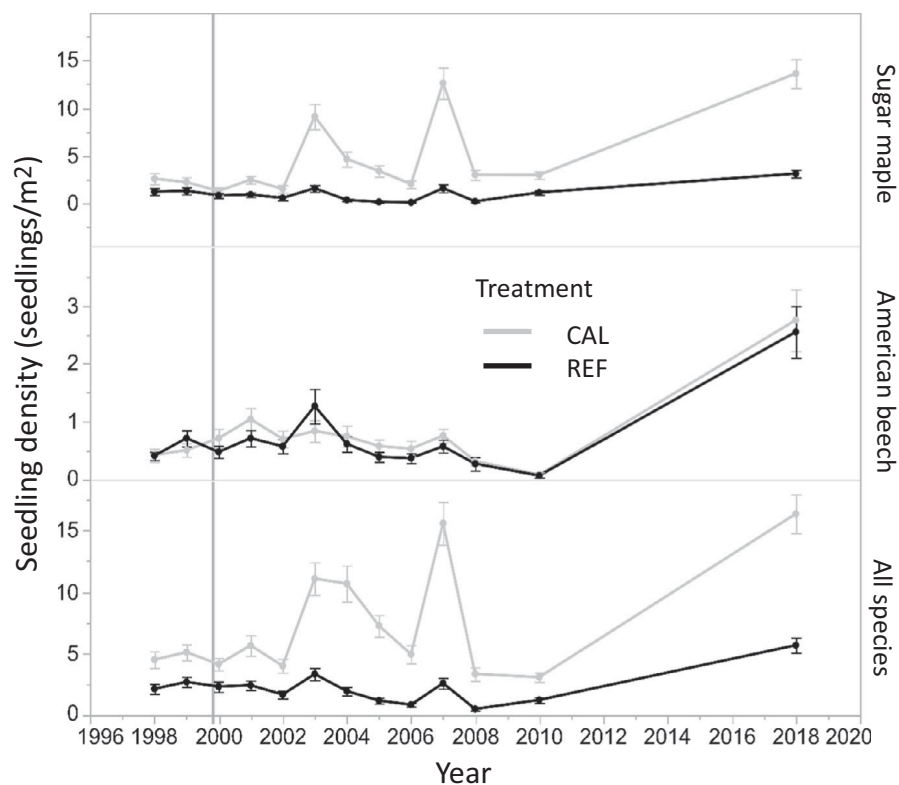 Seedling density (seedlings/m2)
15
10
5
0
Sugar maple
3
2
1
0
American beech
Treatment
CAL
REF
15
10
5
0
All species
1996 1998 2000 2002 2004 2006 2008 2010 2012 2014 2016 2018 2020
Year